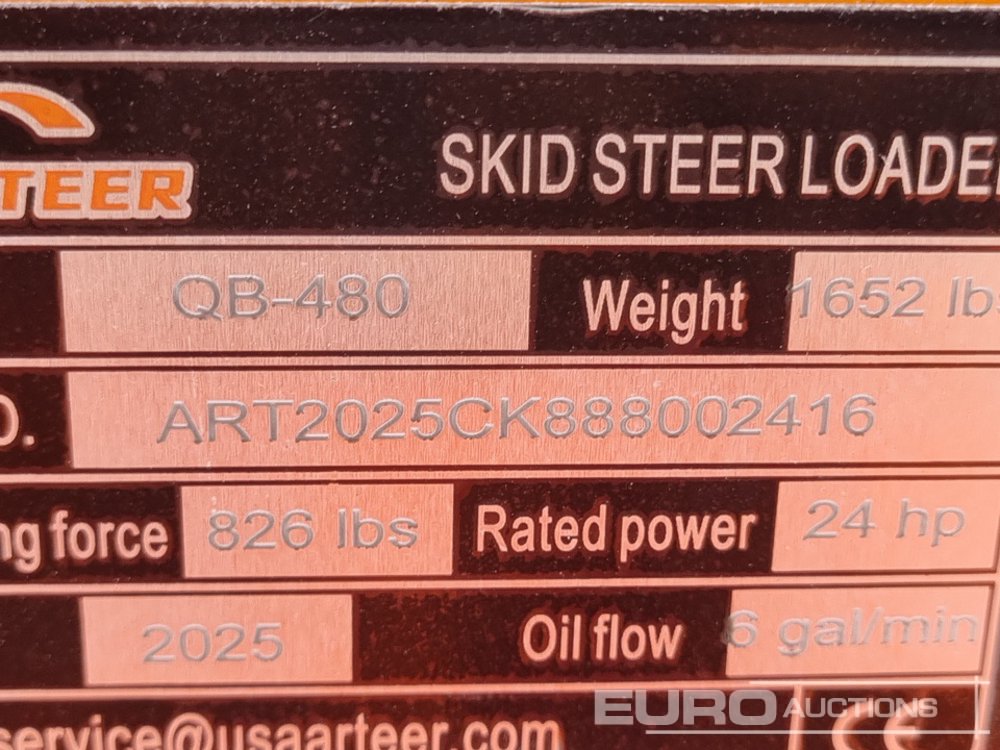 TEER SKID STEER LOADE
QB-480 Weight 1652 lb
O. ART2025CK888002416
ng force 826 lbs Rated power 24 hp
2025 Oil flow 6 gal/min
service@usaarteer.com CE
EURO AUCTIONS